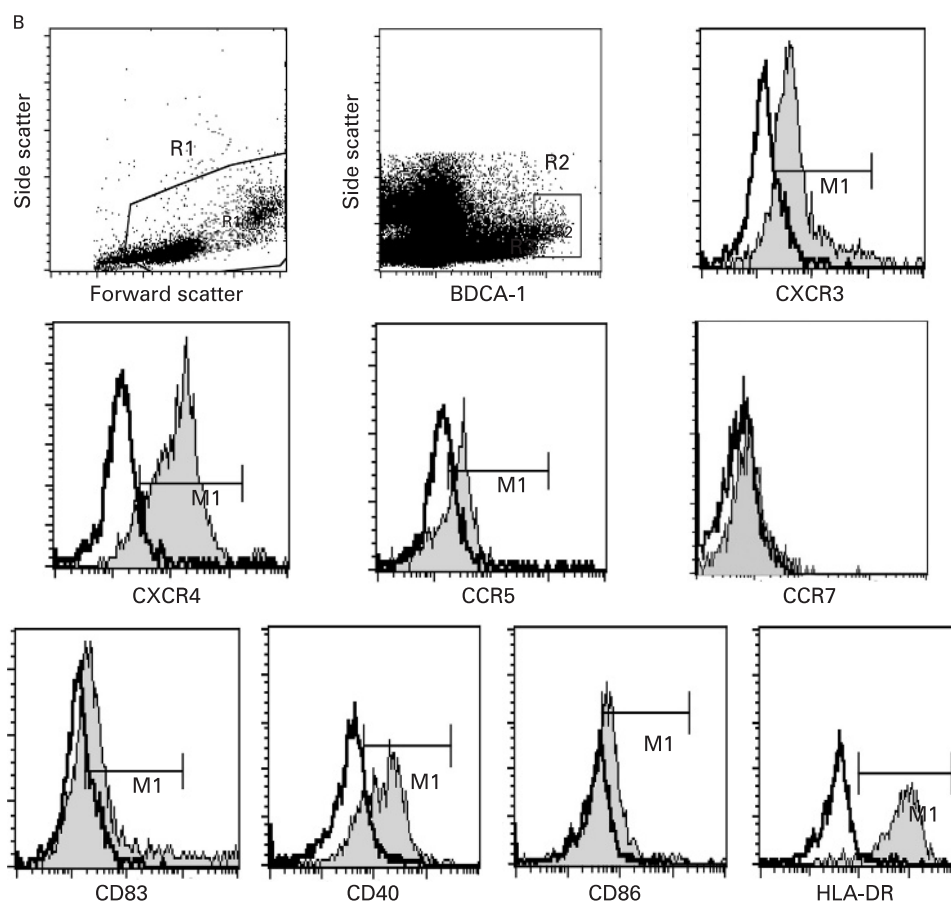 B
Side scatter
R1
R1
Forward scatter
Side scatter
R2
R
2
BDCA-1
M1
CXCR3
M1
CXCR4
M1
CCR5
CCR7
M1
CD83
M1
CD40
M1
CD86
M1
HLA-DR